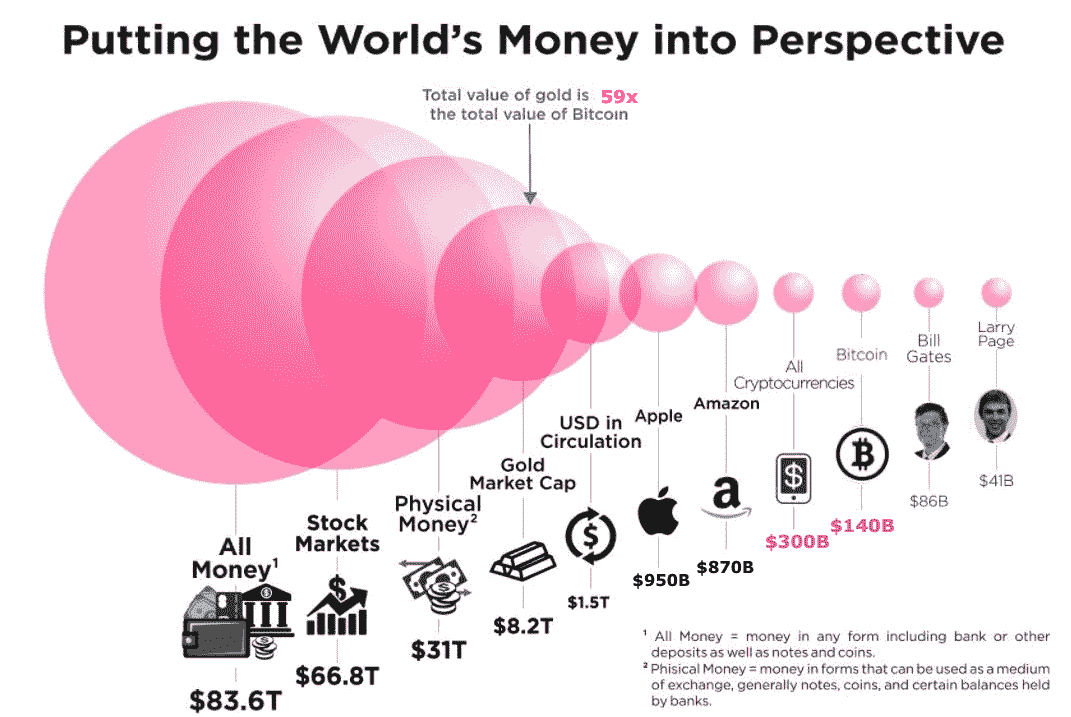 Putting the World's Money into Perspective
Total value of gold is 59x
the total value of Bitcoin
Larry
Page
Bill
Gates
Bitcoin
All
Cryptocurrencies
Amazon
Apple
USD in
Circulation
Gold
Market Cap
Physical
Money²
Stock
Markets
All
Money¹
$41B
$86B
$140B
$300B
$870B
$950B
$1.5T
$8.2T
$31T
$66.8T
$83.6T
¹ All Money = money in any form including bank or other
deposits as well as notes and coins.
² Phisical Money = money in forms that can be used as a medium
of exchange, generally notes, coins, and certain balances held
by banks.